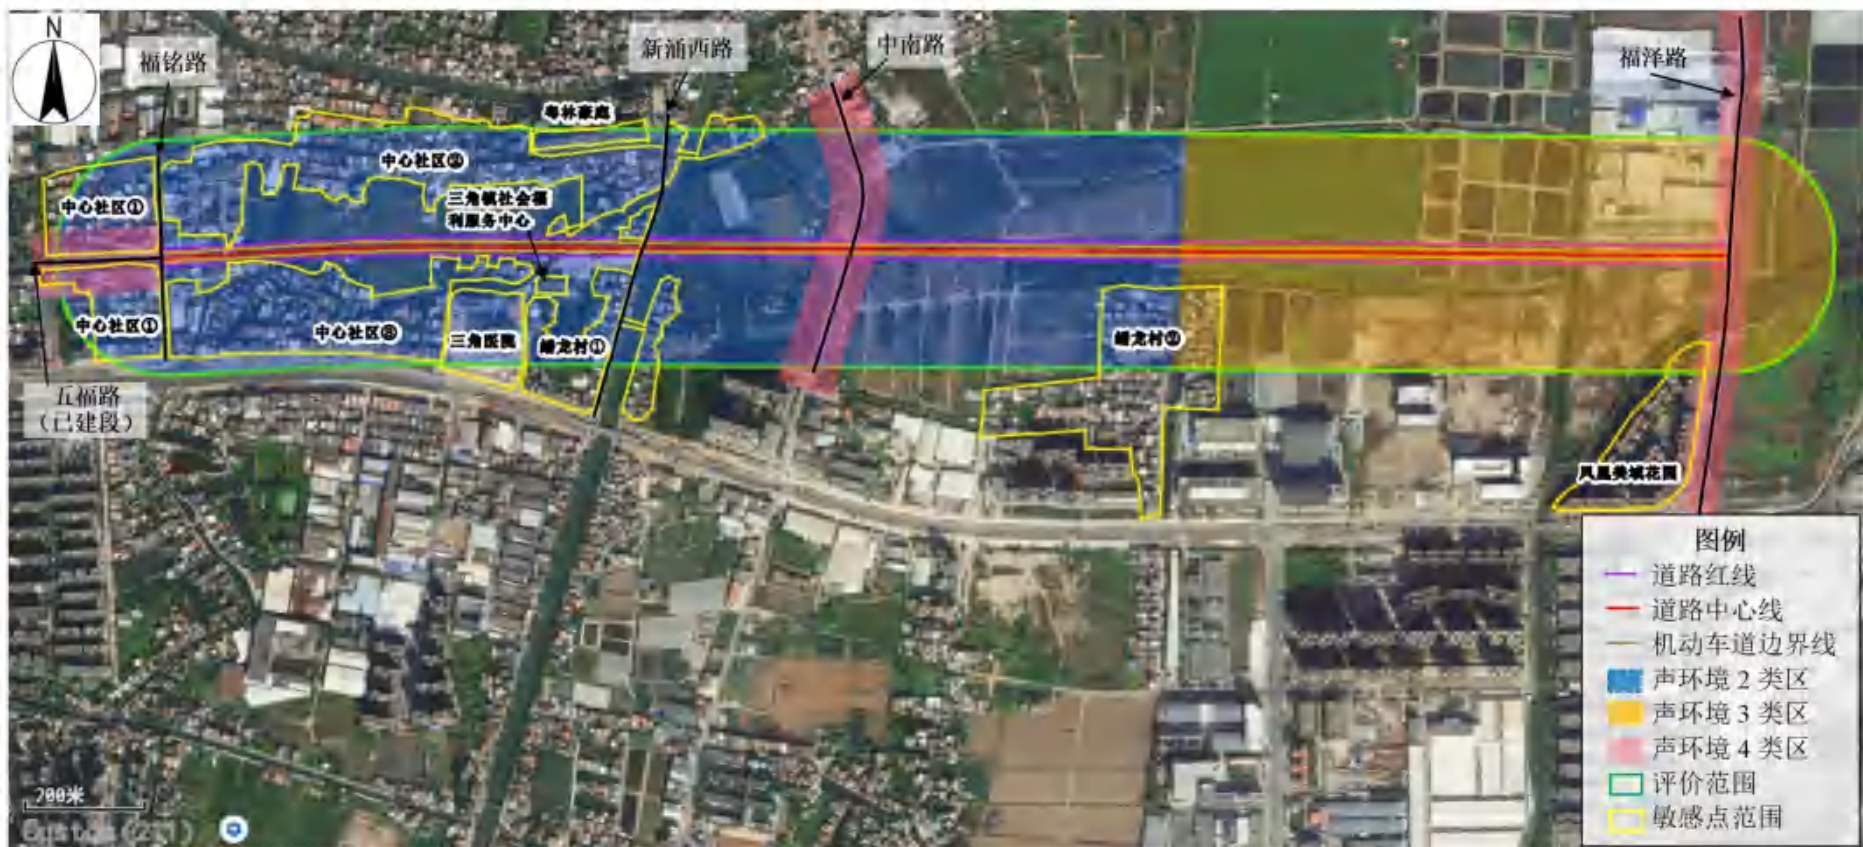 N
福铭路
新涌西路
中南路
福泽路
粤林豪庭
中心社区②
中心社区①
三角镇社会福
利服务中心
中心社区①
中心社区③
三角医院
蟠龙村①
蟠龙村②
五福路
（已建段）
凤凰美域花园
图例
道路红线
道路中心线
机动车道边界线
声环境 2 类区
声环境 3 类区
声环境 4 类区
评价范围
敏感点范围
200米